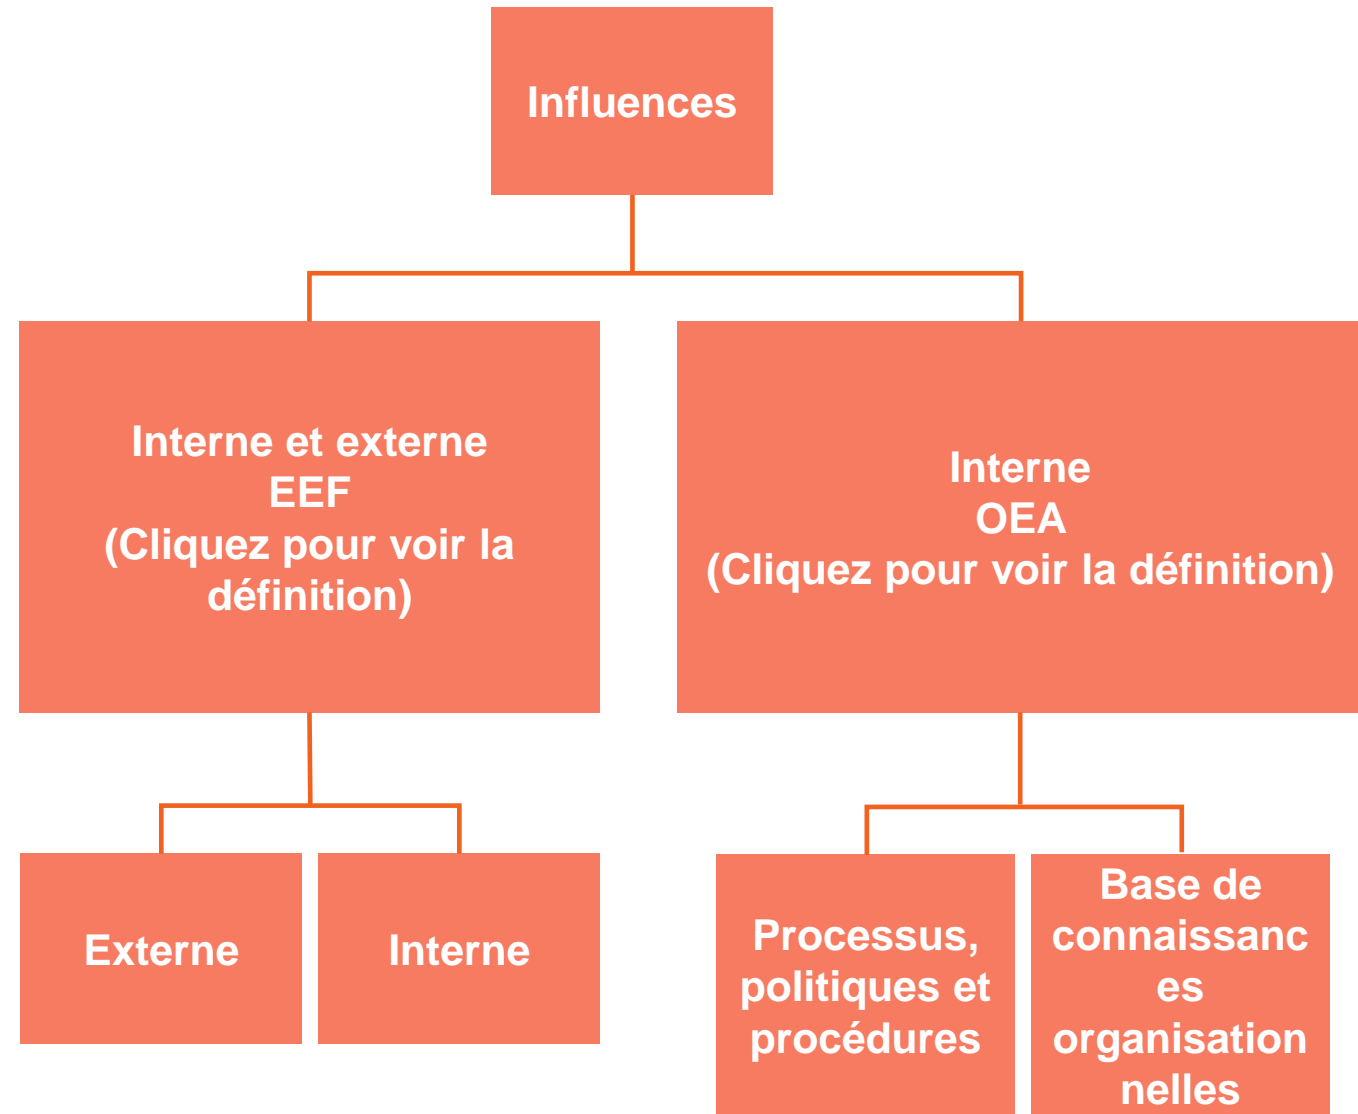 Influences
Interne et externe
EEF
(Cliquez pour voir la
définition)
Interne
OEA
(Cliquez pour voir la définition)
Externe
Interne
Processus,
politiques et
procédures
Base de
connaissanc
es
organisation
nelles